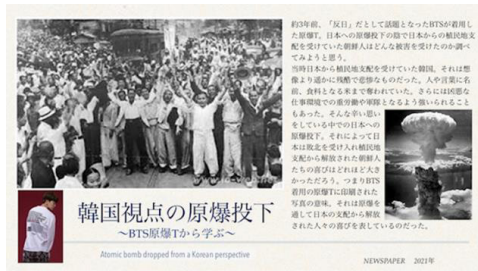 約3年前、「反日」だとして話題となったBTSが着用し
た原爆T。日本への原爆投下の陰で日本からの植民地支
配を受けていた朝鮮人はどんな被害を受けたのか調べ
てみようと思う。
当時日本から植民地支配を受けていた韓国。それは想
像より遥かに残酷で悲惨なものだった。人や言葉に名
前、食料となる米まで奪われていた。さらには凶悪な
仕事環境での重労働や軍隊となるよう強いられること
もあった。そんな辛い思い
をしている中での日本への
原爆投下。それによって日
本は敗北を受け入れ植民地
支配から解放された朝鮮人
たちの喜びはどれほど大き
かっただろう。つまりBTS
着用の原爆Tに印刷された
写真の意味。それは原爆を
通して日本の支配から解放
された人々の喜びを表しているのだった。
韓国視点の原爆投下
〜BTS原爆Tから学ぶ〜
Atomic bomb dropped from a Korean perspective
NEWSPAPER 2021年